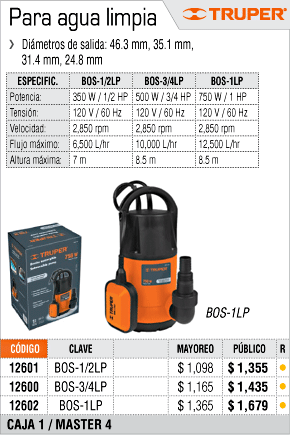 Para agua limpia
TRUPER
Diámetros de salida: 46.3 mm, 35.1 mm,
31.4 mm, 24.8 mm
ESPECIFIC. BOS-1/2LP BOS-3/4LP BOS-1LP
Potencia: 350 W / 1/2 HP 500 W / 3/4 HP 750 W / 1 HP
Tensión: 120 V / 60 Hz 120 V / 60 Hz 120 V / 60 Hz
Velocidad: 2,850 rpm 2,850 rpm 2,850 rpm
Flujo máximo: 6,500 L/hr 10,000 L/hr 12,500 L/hr
Altura máxima: 7 m 8.5 m 8.5 m
TRUPER
750 W
TRUPER
BOS-1LP
CÓDIGO CLAVE MAYOREO PÚBLICO R
12601 BOS-1/2LP $ 1,098 $ 1,355
12600 BOS-3/4LP $ 1,165 $ 1,435
12602 BOS-1LP $ 1,365 $ 1,679
CAJA 1 / MASTER 4